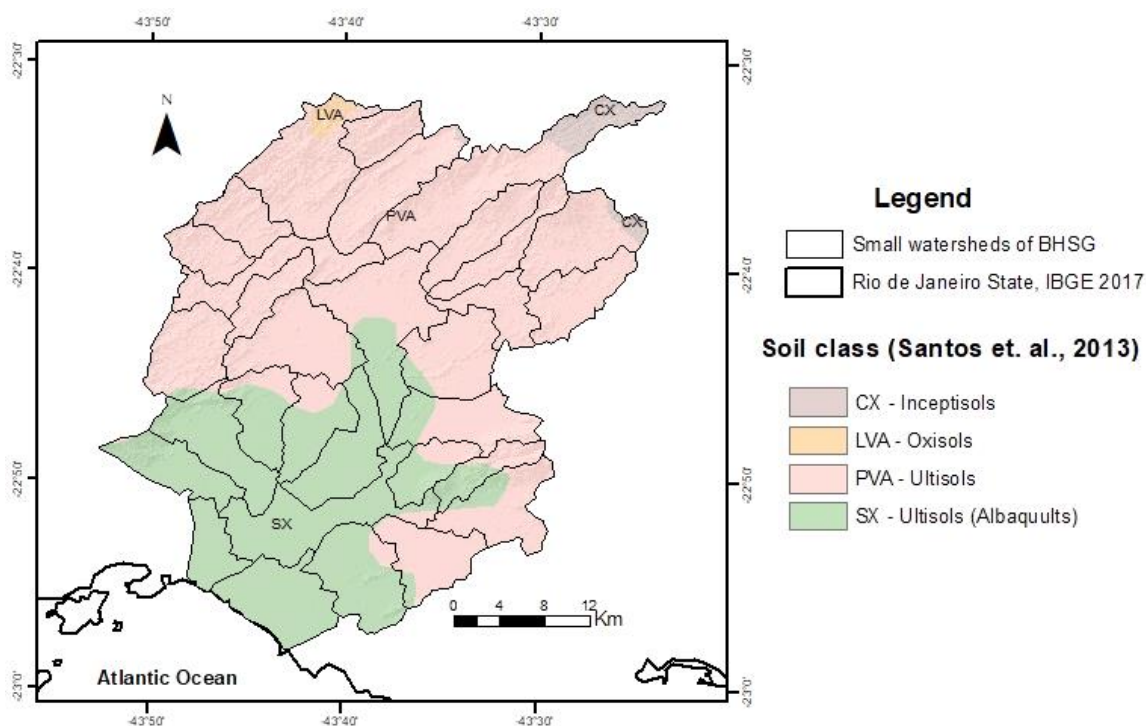 -43°50' -43°40' -43°30'
-22°30' -22°30'
N
LVA
CX
PVA
CX
-22°40' -22°40'
-22°50' -22°50'
SX
0 4 8 12 Km
Atlantic Ocean
-23°0' -23°0'
-43°50' -43°40' -43°30'
Legend
Small watersheds of BHSG
Rio de Janeiro State, IBGE 2017
Soil class (Santos et. al., 2013)
CX - Inceptisols
LVA - Oxisols
PVA - Ultisols
SX - Ultisols (Albaquults)